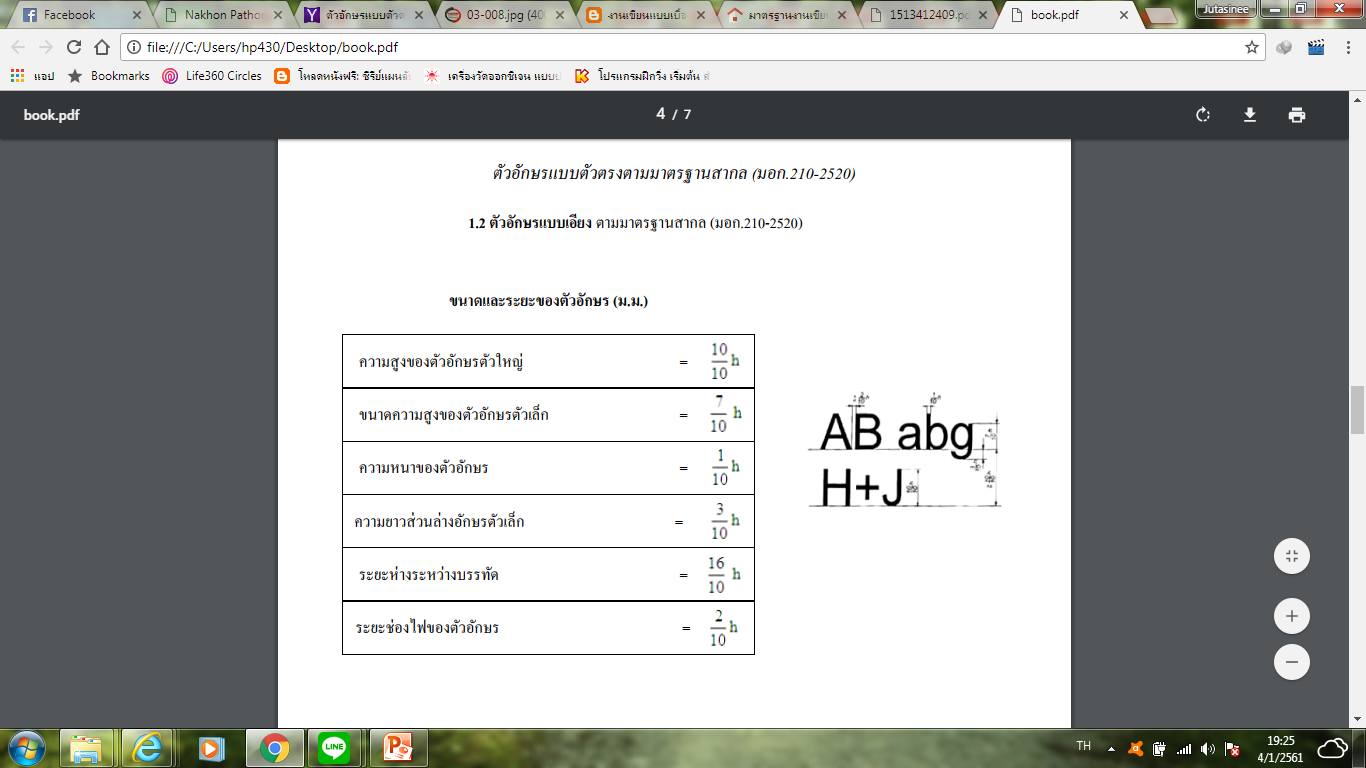 Facebook
Nakhon Pathon
ตัวอักษรแบบตัวต
03-008.jpg (40
งานเขียนแบบเบื้อ
มาตรฐานงานเขีย
1513412409.pd
book.pdf
Jutasinee
file:///C:/Users/hp430/Desktop/book.pdf
แอป
Bookmarks
Life360 Circles
โหลดหนังฟรี: ซีรีย์แผนลั
เครื่องวัดออกซิเจน แบบ
โปรแกรมฝึกวิ่ง เริ่มต้น
book.pdf
4 / 7
ตัวอักษรแบบตัวตรงตามมาตรฐานสากล (มอก.210-2520)
1.2 ตัวอักษรแบบเอียง ตามมาตรฐานสากล (มอก.210-2520)
ขนาดและระยะของตัวอักษร (ม.ม.)
ความสูงของตัวอักษรตัวใหญ่ = 10/10 h
ขนาดความสูงของตัวอักษรตัวเล็ก = 7/10 h
ความหนาของตัวอักษร = 1/10 h
ความยาวส่วนล่างอักษรตัวเล็ก = 3/10 h
ระยะห่างระหว่างบรรทัด = 16/10 h
ระยะช่องไฟของตัวอักษร = 2/10 h
AB abg
H+J
LINE
TH
19:25
4/1/2561